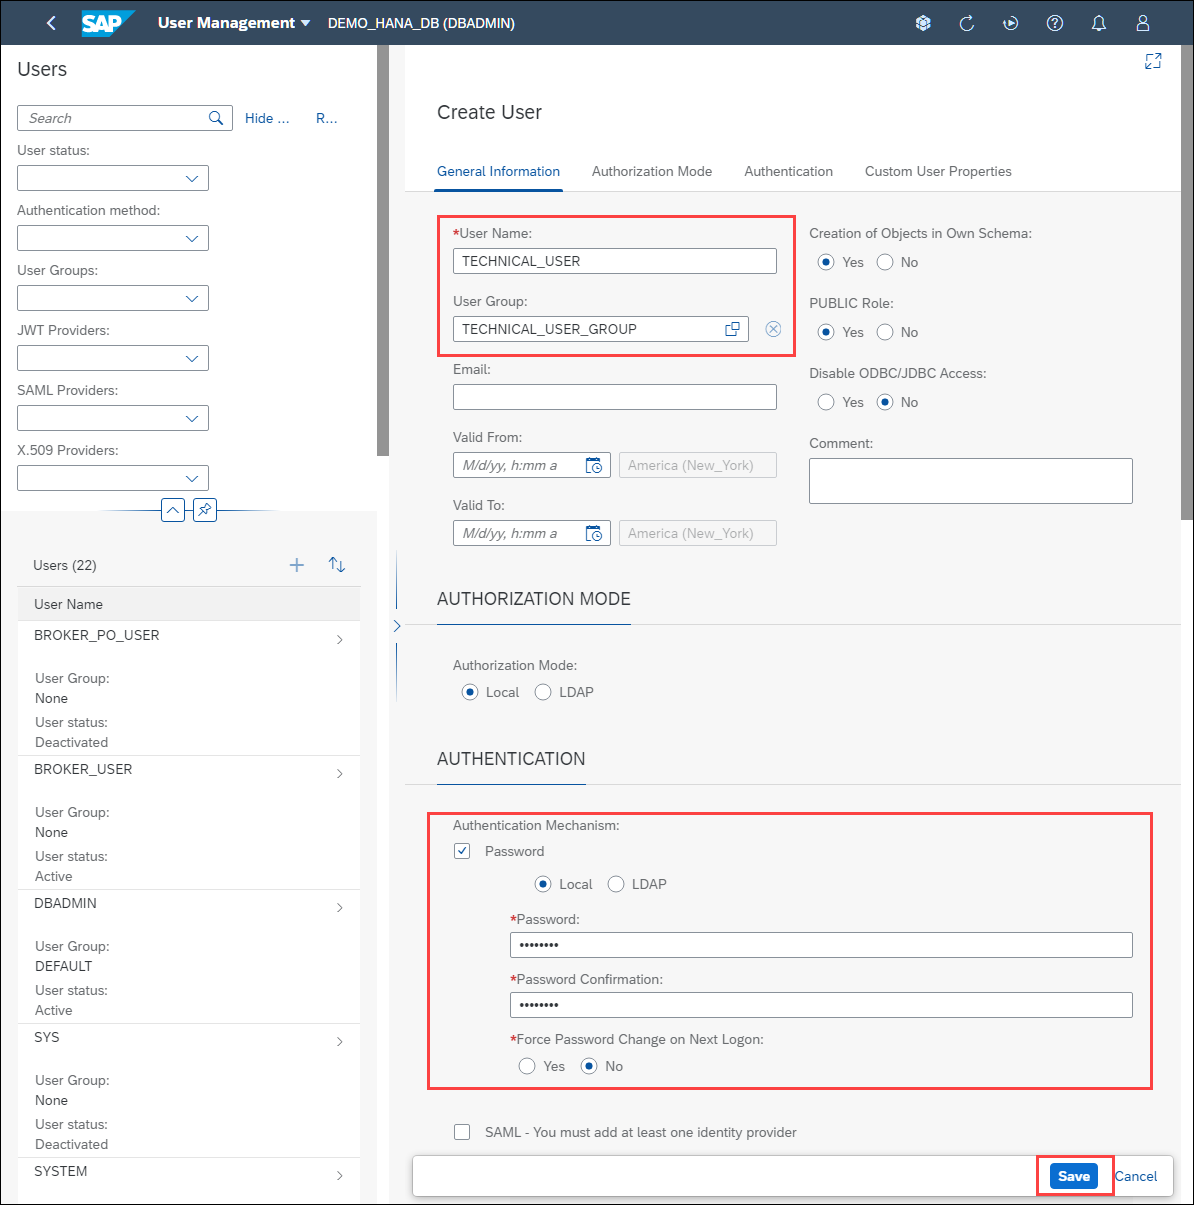 SAP User Management DEMO_HANA_DB (DBADMIN)
Users
Search Hide ... R...
User status:
Authentication method:
User Groups:
JWT Providers:
SAML Providers:
X.509 Providers:
Users (22)
User Name
BROKER_PO_USER
User Group:
None
User status:
Deactivated
BROKER_USER
User Group:
None
User status:
Active
DBADMIN
User Group:
DEFAULT
User status:
Active
SYS
User Group:
None
User status:
Deactivated
SYSTEM
Create User
General Information Authorization Mode Authentication Custom User Properties
*User Name:
TECHNICAL_USER
User Group:
TECHNICAL_USER_GROUP
Email:
Valid From:
M/d/yy, h:mm a America (New_York)
Valid To:
M/d/yy, h:mm a America (New_York)
Creation of Objects in Own Schema:
Yes No
PUBLIC Role:
Yes No
Disable ODBC/JDBC Access:
Yes No
Comment:
AUTHORIZATION MODE
Authorization Mode:
Local LDAP
AUTHENTICATION
Authentication Mechanism:
Password
Local LDAP
*Password:
••••••••
*Password Confirmation:
••••••••
*Force Password Change on Next Logon:
Yes No
SAML - You must add at least one identity provider
Save Cancel